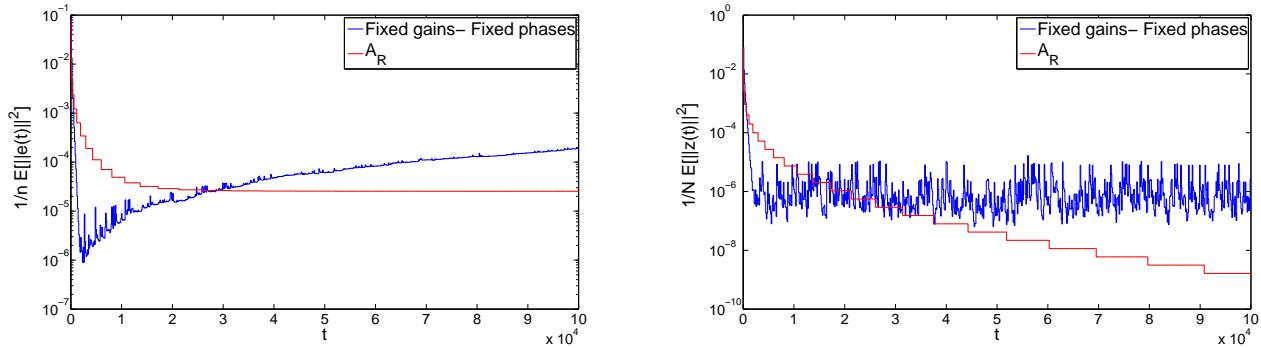 10^−1
10^−2
10^−3
10^−4
10^−5
10^−6
10^−7
1/n E[||e(t)||^2]
Fixed gains− Fixed phases
A_R
0 1 2 3 4 5 6 7 8 9 10
x 10^4
t
10^0
10^−2
10^−4
10^−6
10^−8
10^−10
1/N E[||z(t)||^2]
Fixed gains− Fixed phases
A_R
0 1 2 3 4 5 6 7 8 9 10
x 10^4
t